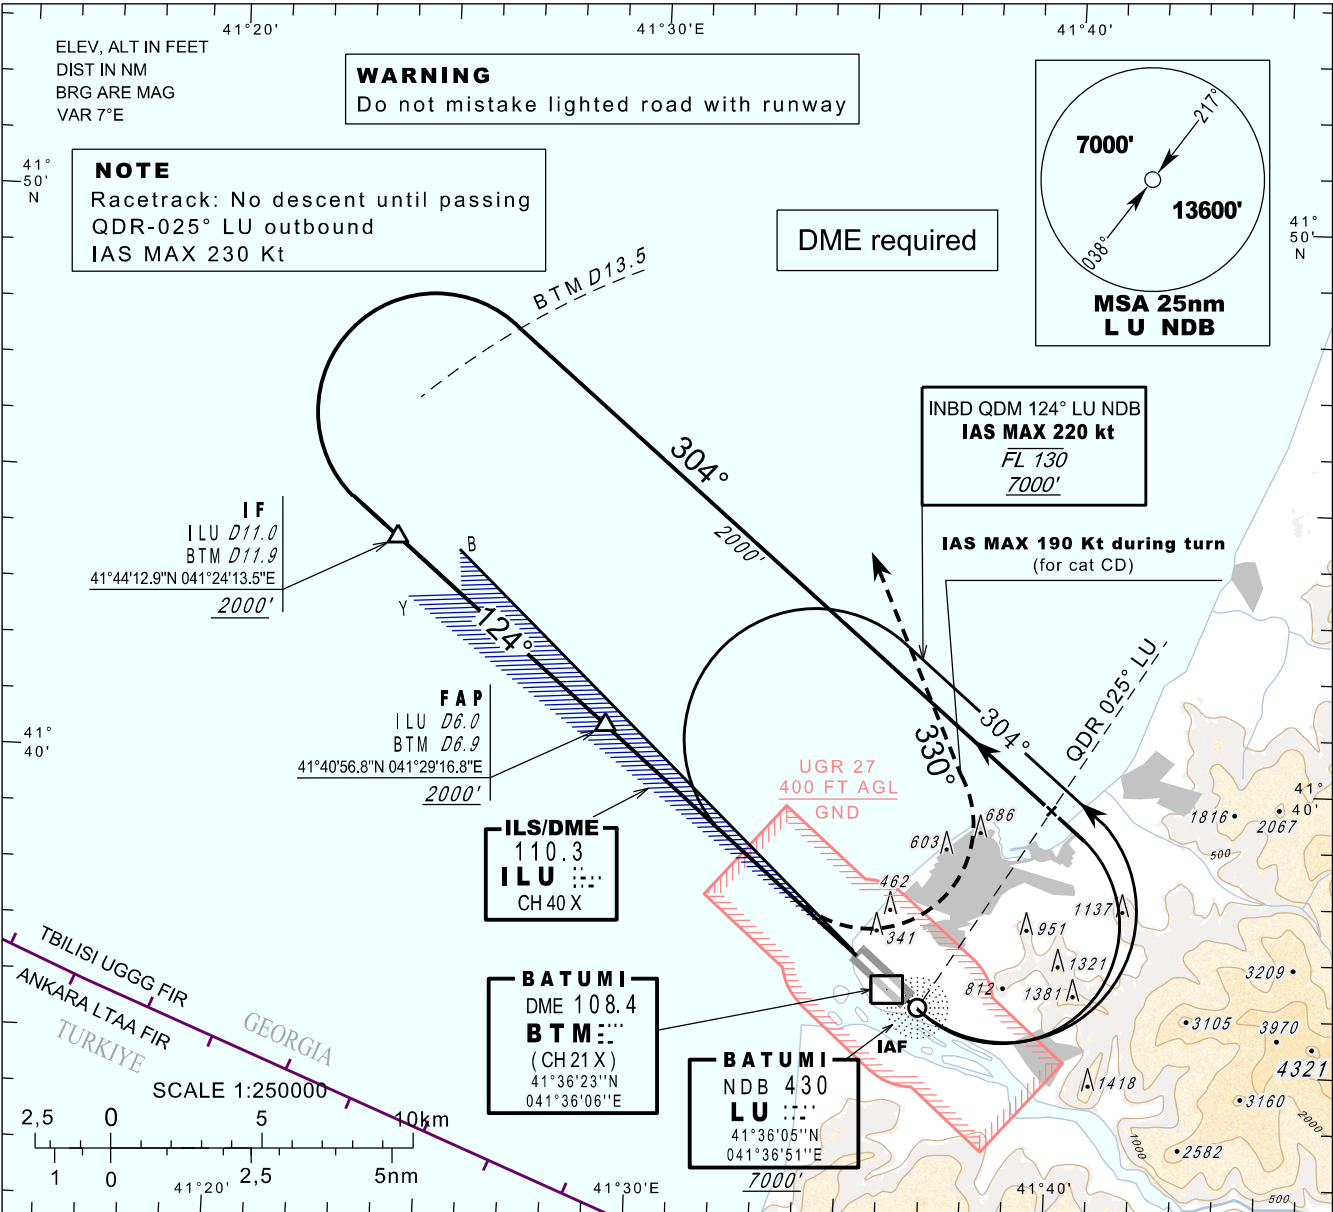 41°20'
41°30'E
41°40'
ELEV, ALT IN FEET
DIST IN NM
BRG ARE MAG
VAR 7°E
WARNING
Do not mistake lighted road with runway
217°
7000'
13600'
038°
MSA 25nm
L U NDB
41°
50'
N
NOTE
Racetrack: No descent until passing
QDR-025° LU outbound
IAS MAX 230 Kt
DME required
41°
50'
N
BTM D13.5
INBD QDM 124° LU NDB
IAS MAX 220 kt
FL 130
7000'
304°
2000'
IF
ILU D11.0
BTM D11.9
41°44'12.9"N 041°24'13.5"E
2000'
B
Y
124°
IAS MAX 190 Kt during turn
(for cat CD)
QDR 025° LU
FAP
ILU D6.0
BTM D6.9
41°40'56.8"N 041°29'16.8"E
2000'
304°
330°
41°
40'
41°
40'
UGR 27
400 FT AGL
GND
ILS/DME
110.3
ILU
CH 40 X
686
603
462
341
1816
2067
500
1137
951
1321
1381
812
3209
3105
3970
4321
3160
2582
1418
1000
2000
500
TBILISI UGGG FIR
ANKARA LTAA FIR
TURKIYE
GEORGIA
BATUMI
DME 108.4
BTM
(CH 21 X)
41°36'23"N
041°36'06"E
IAF
BATUMI
NDB 430
LU
41°36'05"N
041°36'51"E
7000'
SCALE 1:250000
2,5 0 5 10km
1 0 2,5 5nm
41°20'
41°30'E
41°40'